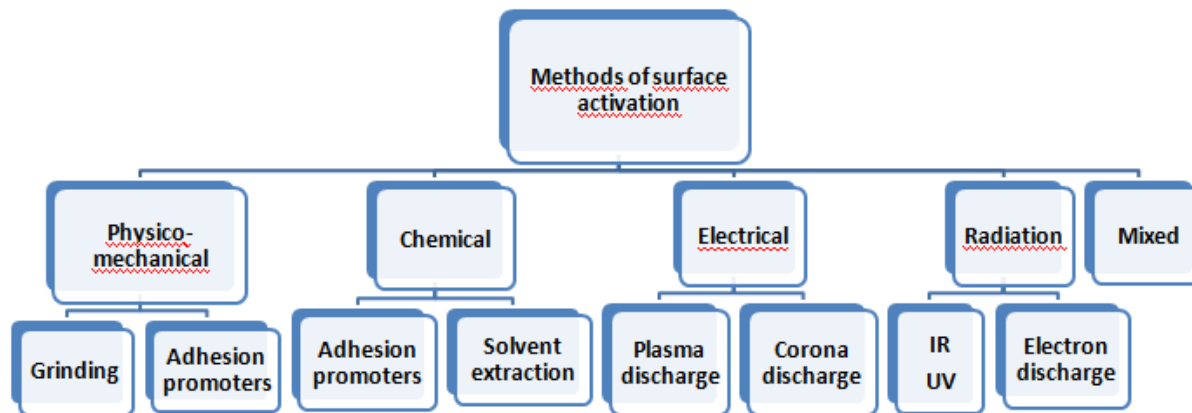 Methods of surface
activation
Physico-
mechanical
Chemical
Electrical
Radiation
Mixed
Grinding
Adhesion
promoters
Adhesion
promoters
Solvent
extraction
Plasma
discharge
Corona
discharge
IR
UV
Electron
discharge